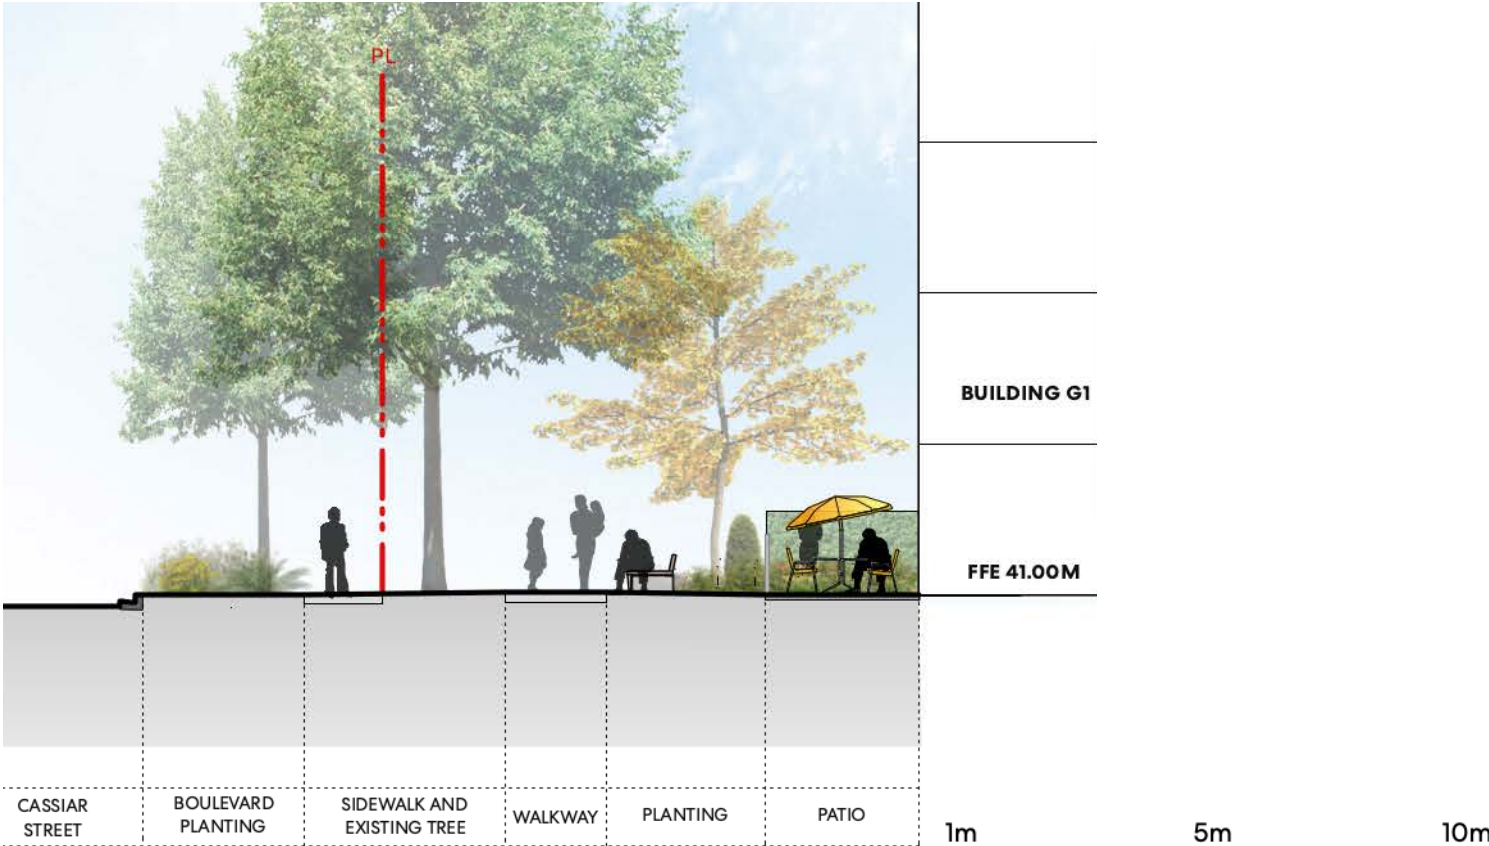 PL
BUILDING G1
FFE 41.00M
CASSIAR
STREET
BOULEVARD
PLANTING
SIDEWALK AND
EXISTING TREE
WALKWAY
PLANTING
PATIO
1m
5m
10m